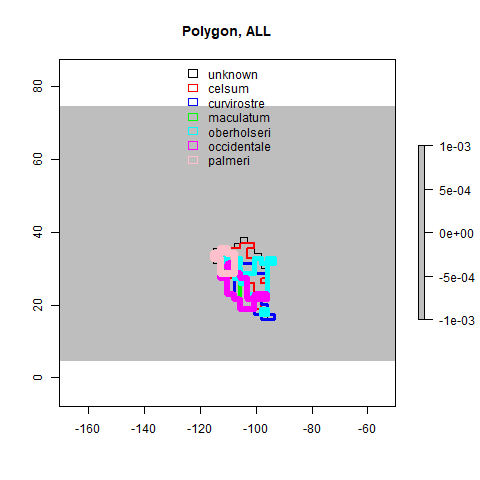 Polygon, ALL
unknown
celsum
curvirostre
maculatum
oberholseri
occidentale
palmeri
80
60
40
20
0
-160
-140
-120
-100
-80
-60
1e-03
5e-04
0e+00
-5e-04
-1e-03